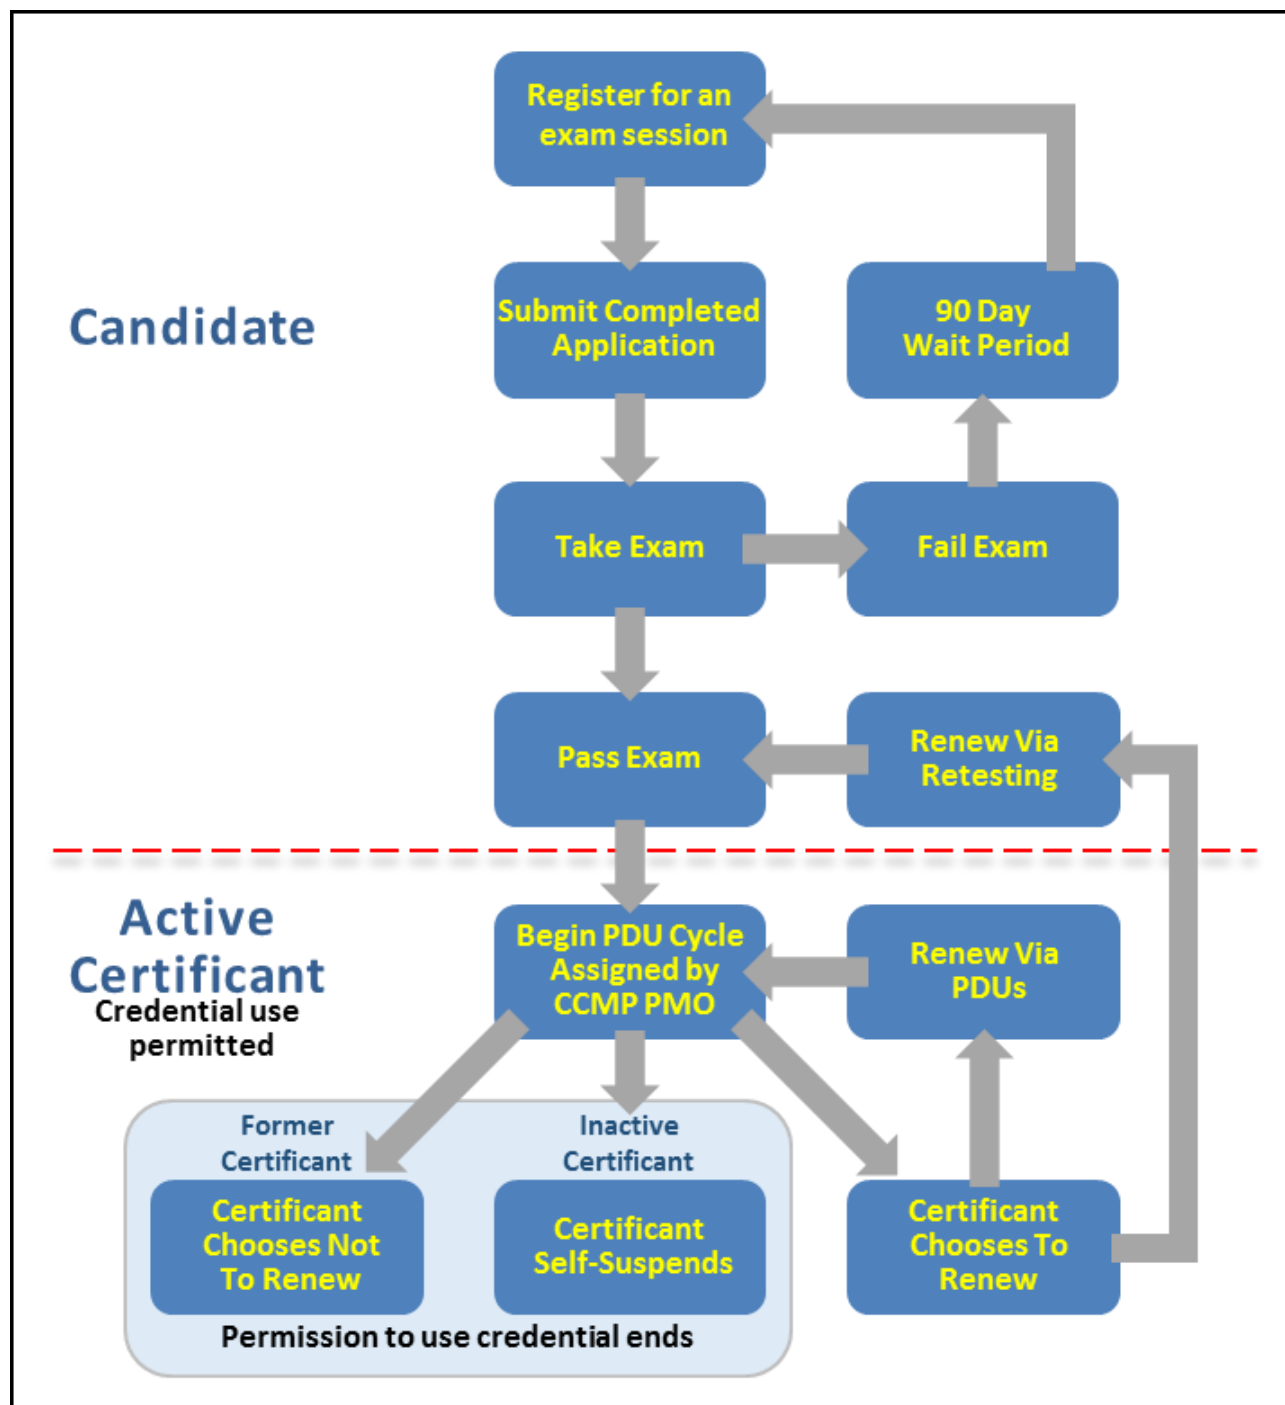 Register for an
exam session
Candidate
Submit Completed
Application
90 Day
Wait Period
Take Exam
Fail Exam
Pass Exam
Renew Via
Retesting
Active
Certificant
Credential use
permitted
Begin PDU Cycle
Assigned by
CCMP PMO
Renew Via
PDUs
Former
Certificant
Inactive
Certificant
Certificant
Chooses Not
To Renew
Certificant
Self-Suspends
Certificant
Chooses To
Renew
Permission to use credential ends